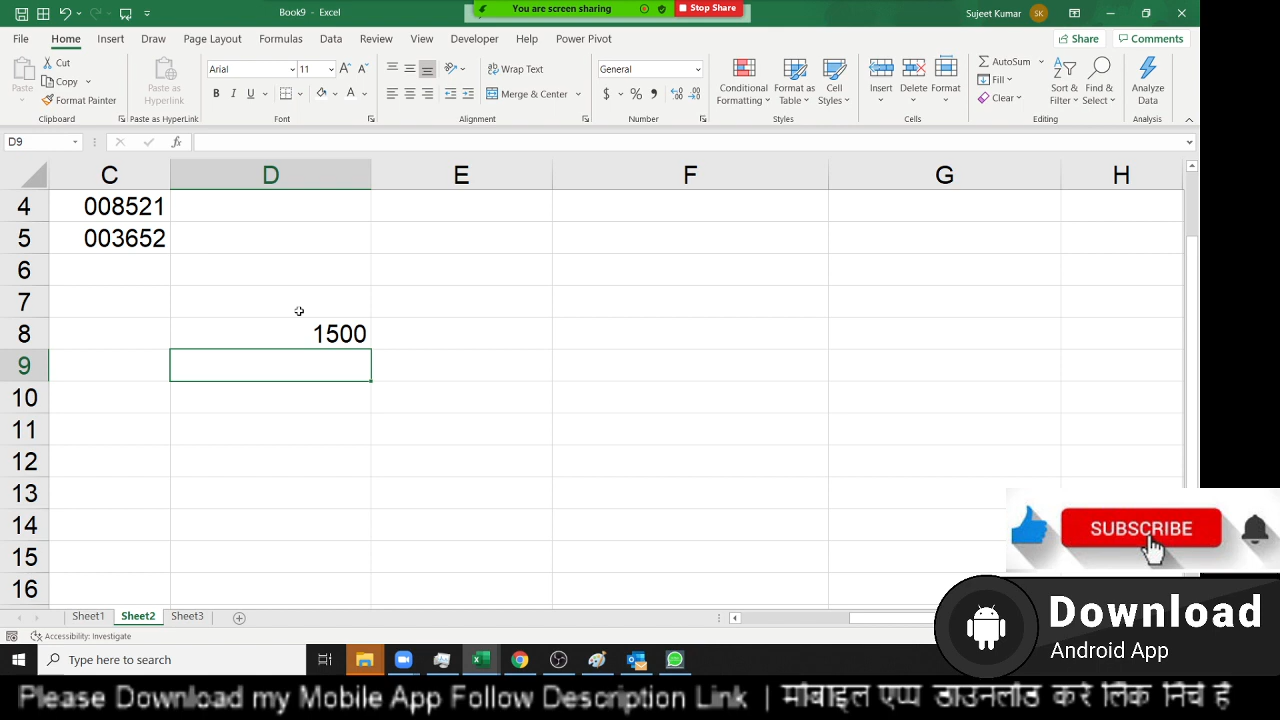 Book9 - Excel
You are screen sharing
Stop Share
Sujeet Kumar
SK
File Home Insert Draw Page Layout Formulas Data Review View Developer Help Power Pivot
Share
Comments
Paste
Cut
Copy
Format Painter
Clipboard
Paste as Hyperlink
Paste as HyperLink
Arial
11
B I U
A
Font
Wrap Text
Merge & Center
Alignment
General
$ % ,
Number
Conditional Formatting
Format as Table
Cell Styles
Styles
Insert Delete Format
Cells
AutoSum
Fill
Clear
Sort & Filter
Find & Select
Editing
Analyze Data
Analysis
D9
fx
C D E F G H
4 008521
5 003652
6
7
8 1500
9
10
11
12
13
14
15
16
SUBSCRIBE
Download
Android App
Sheet1 Sheet2 Sheet3
Accessibility: Investigate
Type here to search
Please Download my Mobile App Follow Description Link | मोबाइल एप्प डाउनलोड करे लिंक निचे है